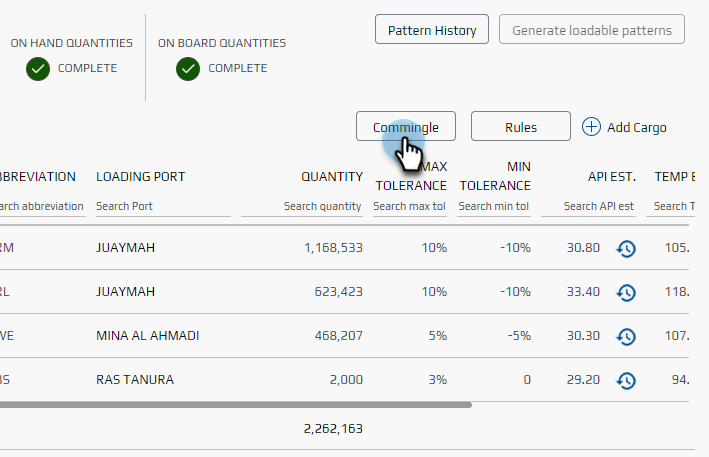 ON HAND QUANTITIES
COMPLETE
ON BOARD QUANTITIES
COMPLETE
Pattern History
Generate loadable patterns
Commingle
Rules
Add Cargo
BBREVIATION LOADING PORT QUANTITY MAX TOLERANCE MIN TOLERANCE API EST. TEMP E
arch abbreviation Search Port Search quantity Search max tol Search min tol Search API est Search T
RM JUAYMAH 1,168,533 10% -10% 30.80 105.
RL JUAYMAH 623,423 10% -10% 33.40 118.
WE MINA AL AHMADI 468,207 5% -5% 30.30 107.
BS RAS TANURA 2,000 3% 0 29.20 94.
2,262,163